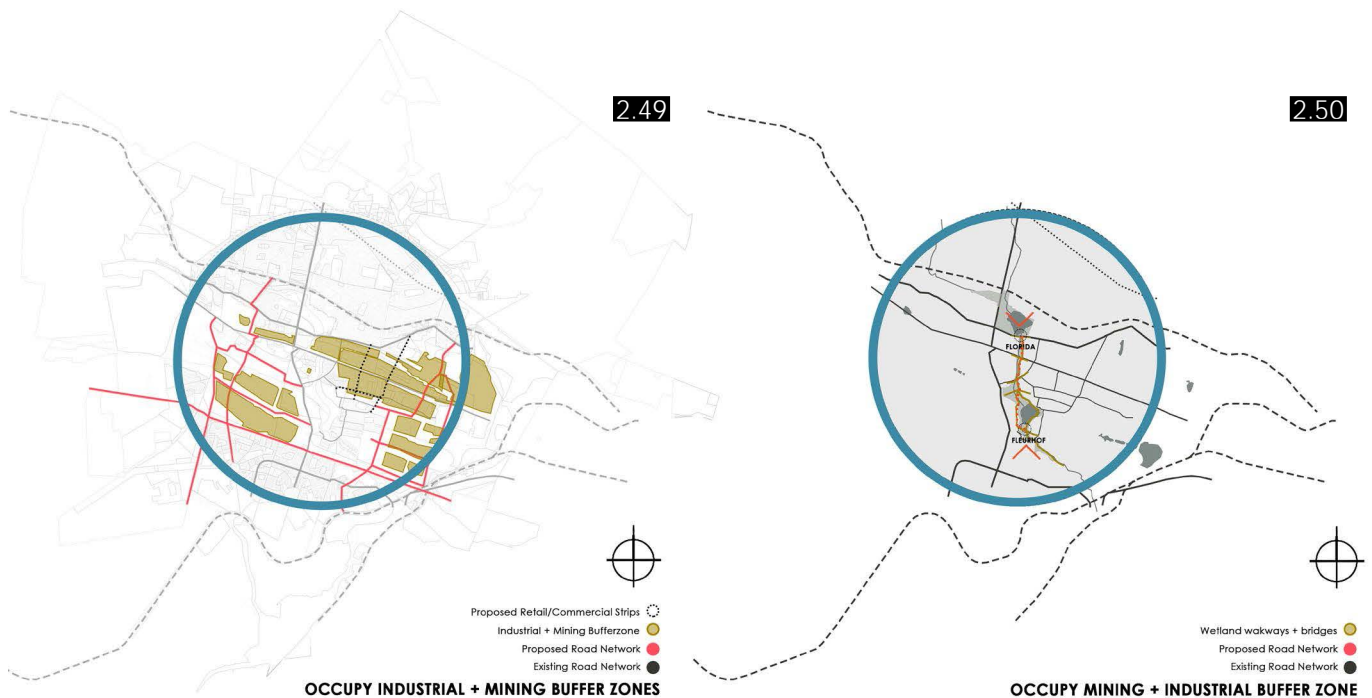 2.49
Proposed Retail/Commercial Strips
Industrial + Mining Bufferzone
Proposed Road Network
Existing Road Network
OCCUPY INDUSTRIAL + MINING BUFFER ZONES
2.50
FLORIDA
FLEURHOF
Wetland wakways + bridges
Proposed Road Network
Existing Road Network
OCCUPY MINING + INDUSTRIAL BUFFER ZONE